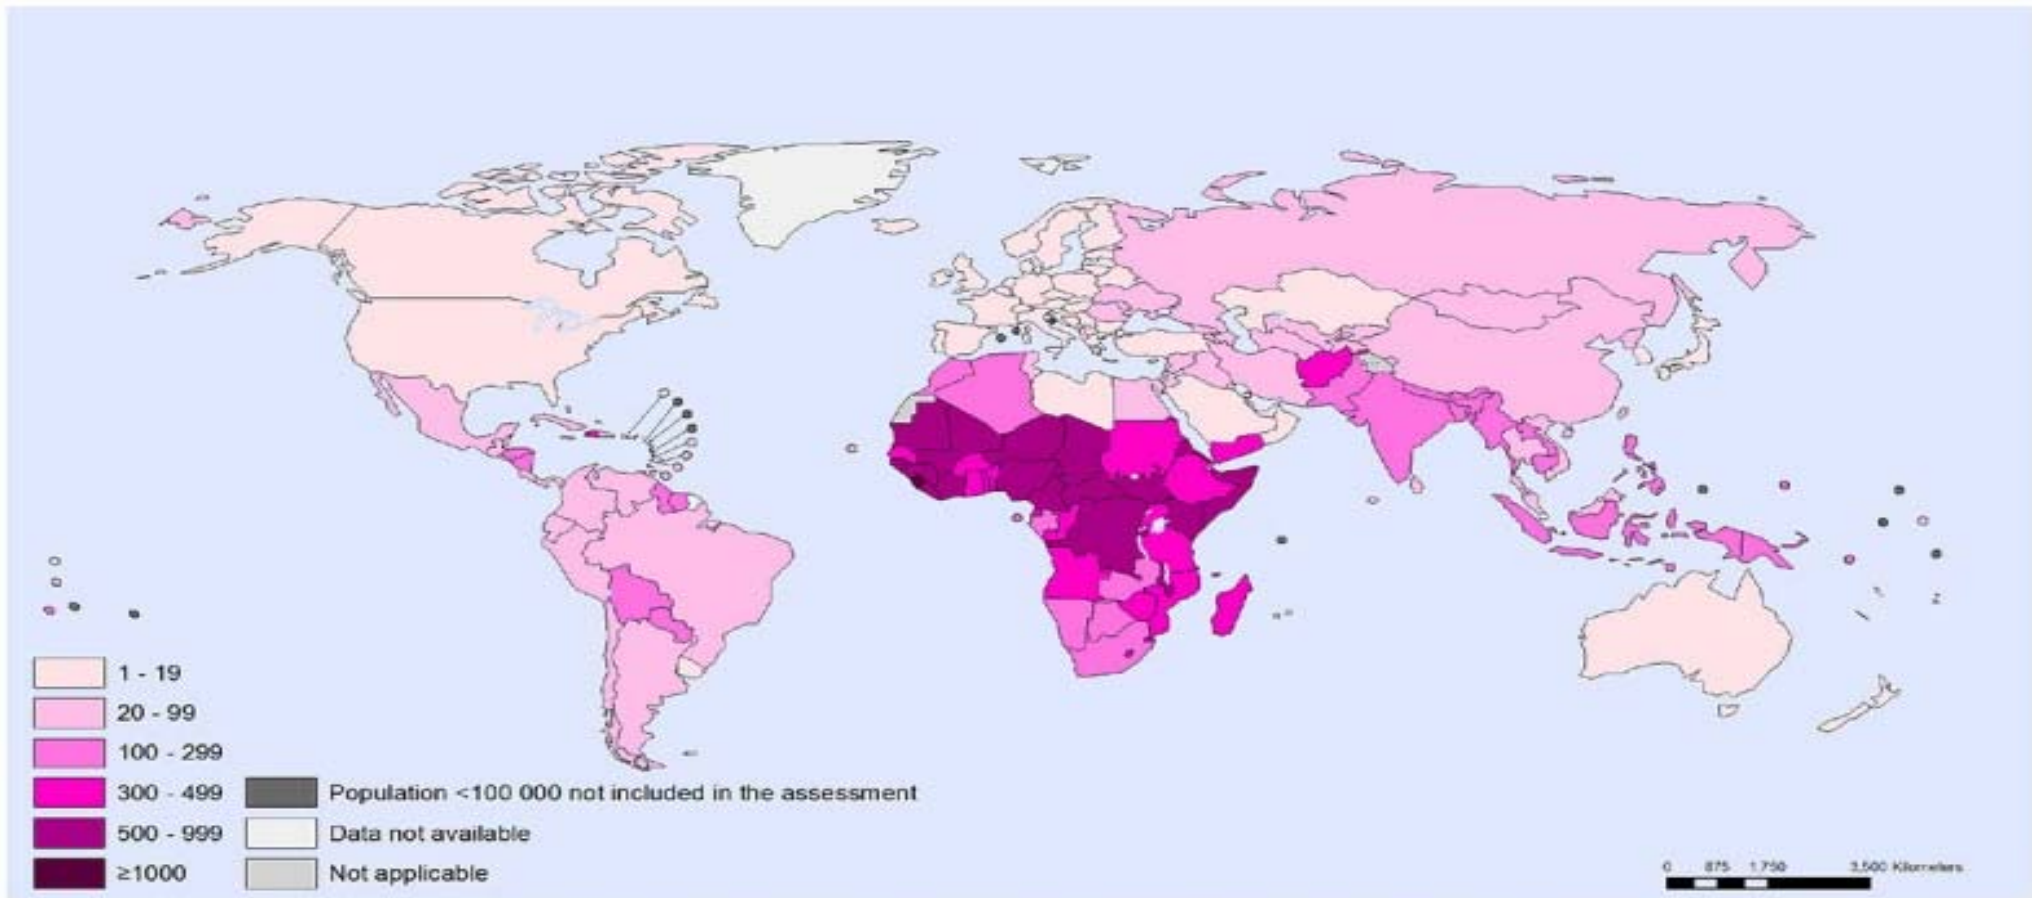 1 - 19
20 - 99
100 - 299
300 - 499
500 - 999
≥1000
Population <100 000 not included in the assessment
Data not available
Not applicable
0 875 1,750 3,500 Kilometers